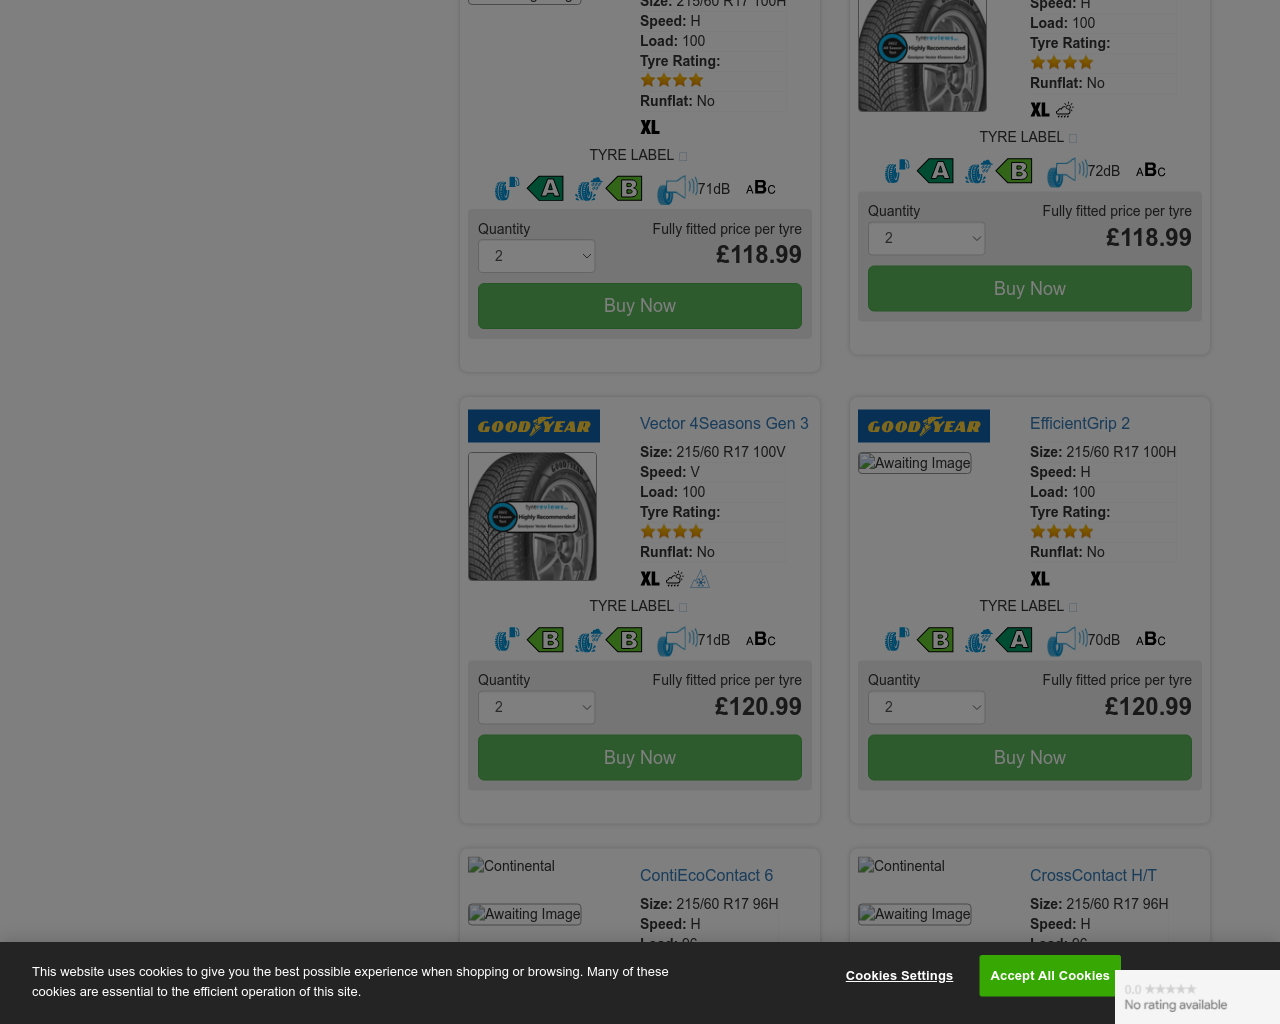 Speed: H
Load: 100
Tyre Rating:
Runflat: No
XL
TYRE LABEL
A B 71dB ABC
Quantity Fully fitted price per tyre
2 £118.99
Buy Now
Speed: H
Load: 100
Tyre Rating:
Runflat: No
tyrereviews
Highly Recommended
XL
TYRE LABEL
A B 72dB ABC
Quantity Fully fitted price per tyre
2 £118.99
Buy Now
GOODYEAR
Vector 4Seasons Gen 3
Size: 215/60 R17 100V
Speed: V
Load: 100
Tyre Rating:
Runflat: No
tyrereviews
Highly Recommended
XL
TYRE LABEL
B B 71dB ABC
Quantity Fully fitted price per tyre
2 £120.99
Buy Now
GOODYEAR
EfficientGrip 2
Awaiting Image
Size: 215/60 R17 100H
Speed: H
Load: 100
Tyre Rating:
Runflat: No
XL
TYRE LABEL
B A 70dB ABC
Quantity Fully fitted price per tyre
2 £120.99
Buy Now
Continental
ContiEcoContact 6
Awaiting Image
Size: 215/60 R17 96H
Speed: H
Continental
CrossContact H/T
Awaiting Image
Size: 215/60 R17 96H
Speed: H
This website uses cookies to give you the best possible experience when shopping or browsing. Many of these
cookies are essential to the efficient operation of this site.
Cookies Settings
Accept All Cookies
0.0
No rating available